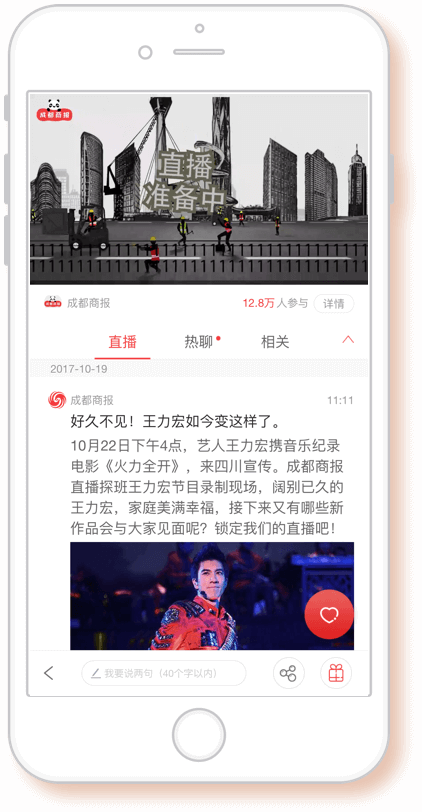 成都商报
直播
准备中
成都商报
12.8万人参与
详情
直播
热聊
相关
2017-10-19
成都商报
11:11
好久不见！王力宏如今变这样了。
10月22日下午4点，艺人王力宏携音乐纪录
电影《火力全开》，来四川宣传。成都商报
直播探班王力宏节目录制现场，阔别已久的
王力宏，家庭美满幸福，接下来又有哪些新
作品会与大家见面呢？锁定我们的直播吧！
我要说两句（40个字以内）